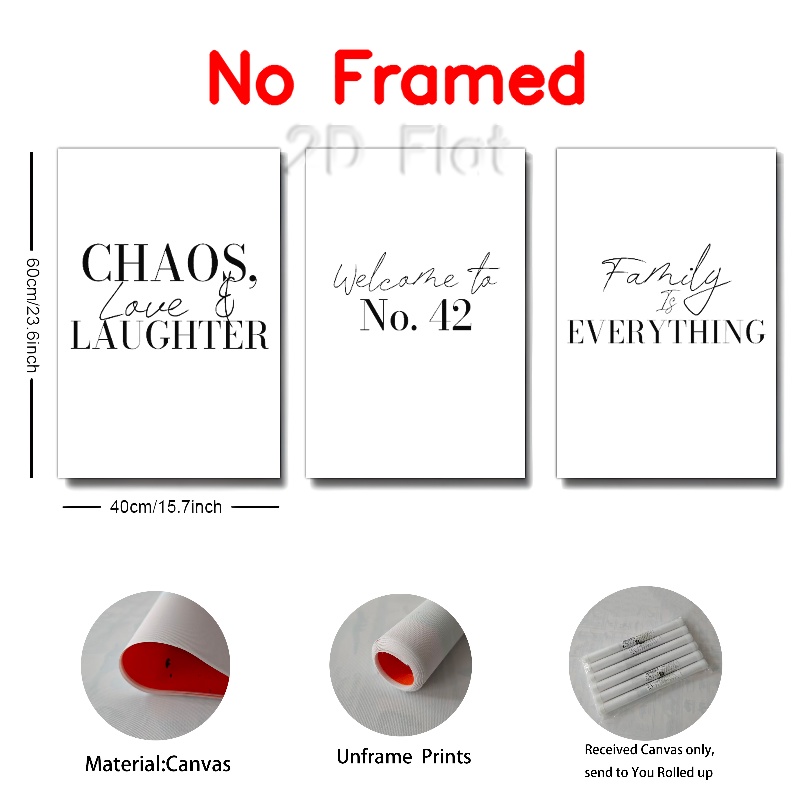 No Framed
2D Flat
60cm/23.6inch
CHAOS,
Love &
LAUGHTER
Welcome to
No. 42
Family
Is
EVERYTHING
40cm/15.7inch
Material:Canvas
Unframe Prints
Received Canvas only,
send to You Rolled up